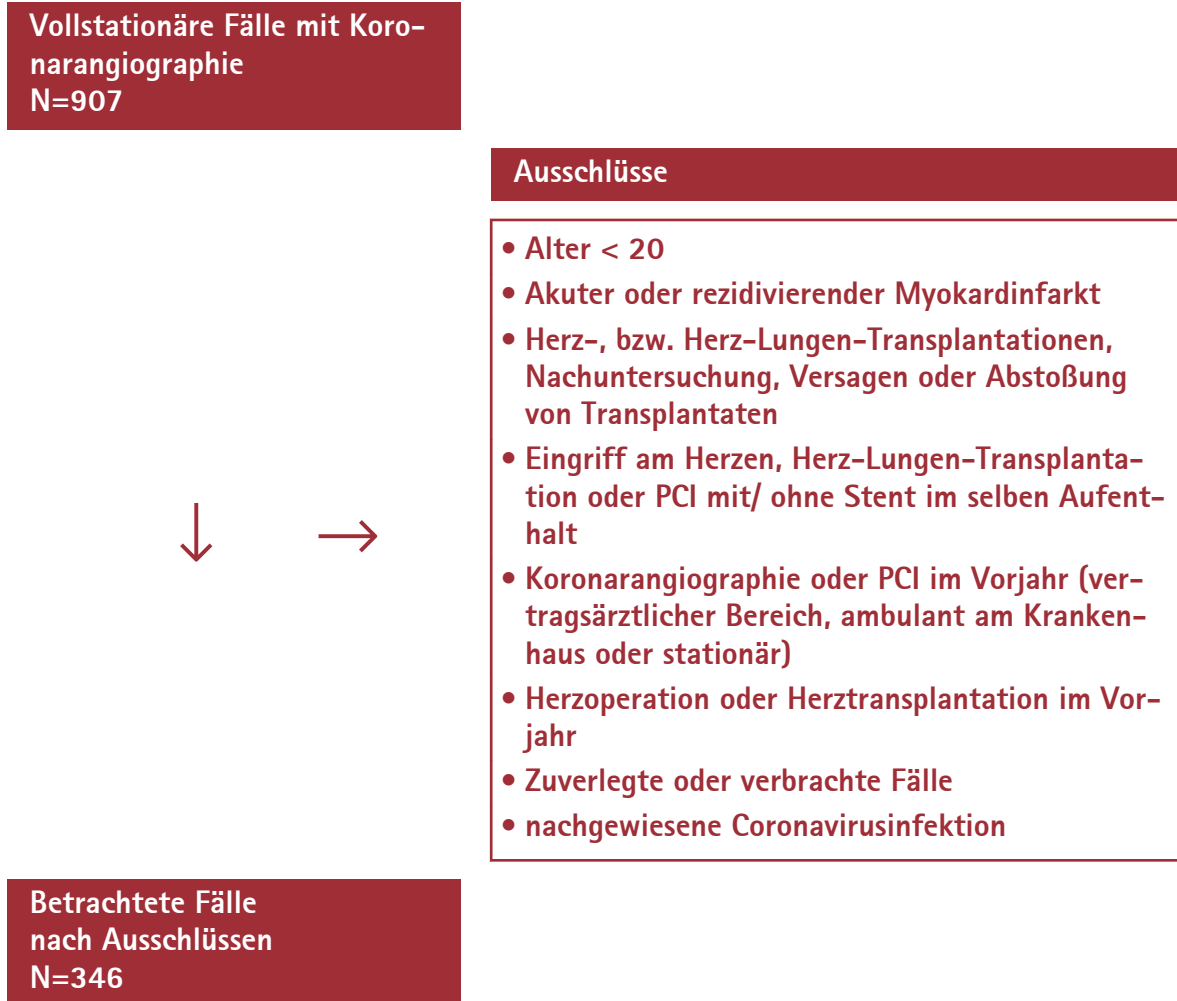 Vollstationäre Fälle mit Koro-
narangiographie
N=907
Ausschlüsse
• Alter < 20
• Akuter oder rezidivierender Myokardinfarkt
• Herz-, bzw. Herz-Lungen-Transplantationen,
Nachuntersuchung, Versagen oder Abstoßung
von Transplantaten
• Eingriff am Herzen, Herz-Lungen-Transplanta-
tion oder PCI mit/ ohne Stent im selben Aufent-
halt
• Koronarangiographie oder PCI im Vorjahr (ver-
tragsärztlicher Bereich, ambulant am Kranken-
haus oder stationär)
• Herzoperation oder Herztransplantation im Vor-
jahr
• Zuverlegte oder verbrachte Fälle
• nachgewiesene Coronavirusinfektion
Betrachtete Fälle
nach Ausschlüssen
N=346